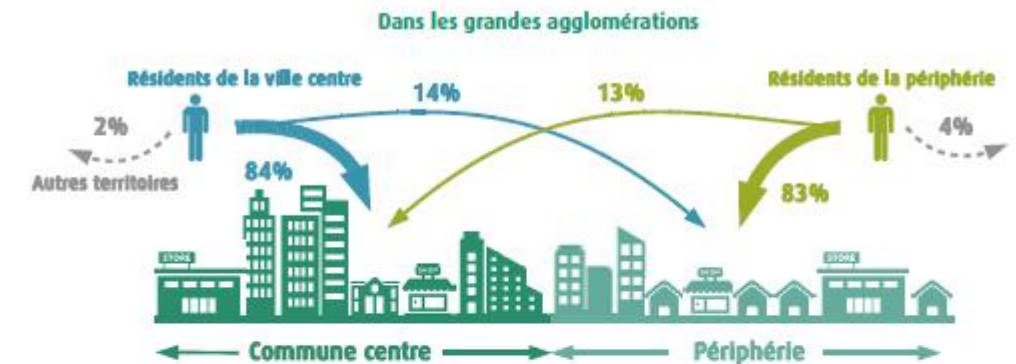 Dans les grandes agglomérations
Résidents de la ville centre
Résidents de la périphérie
14%
13%
2%
4%
Autres territoires
84%
83%
STORE
SHOP
SHOP
STORE
Commune centre
Périphérie